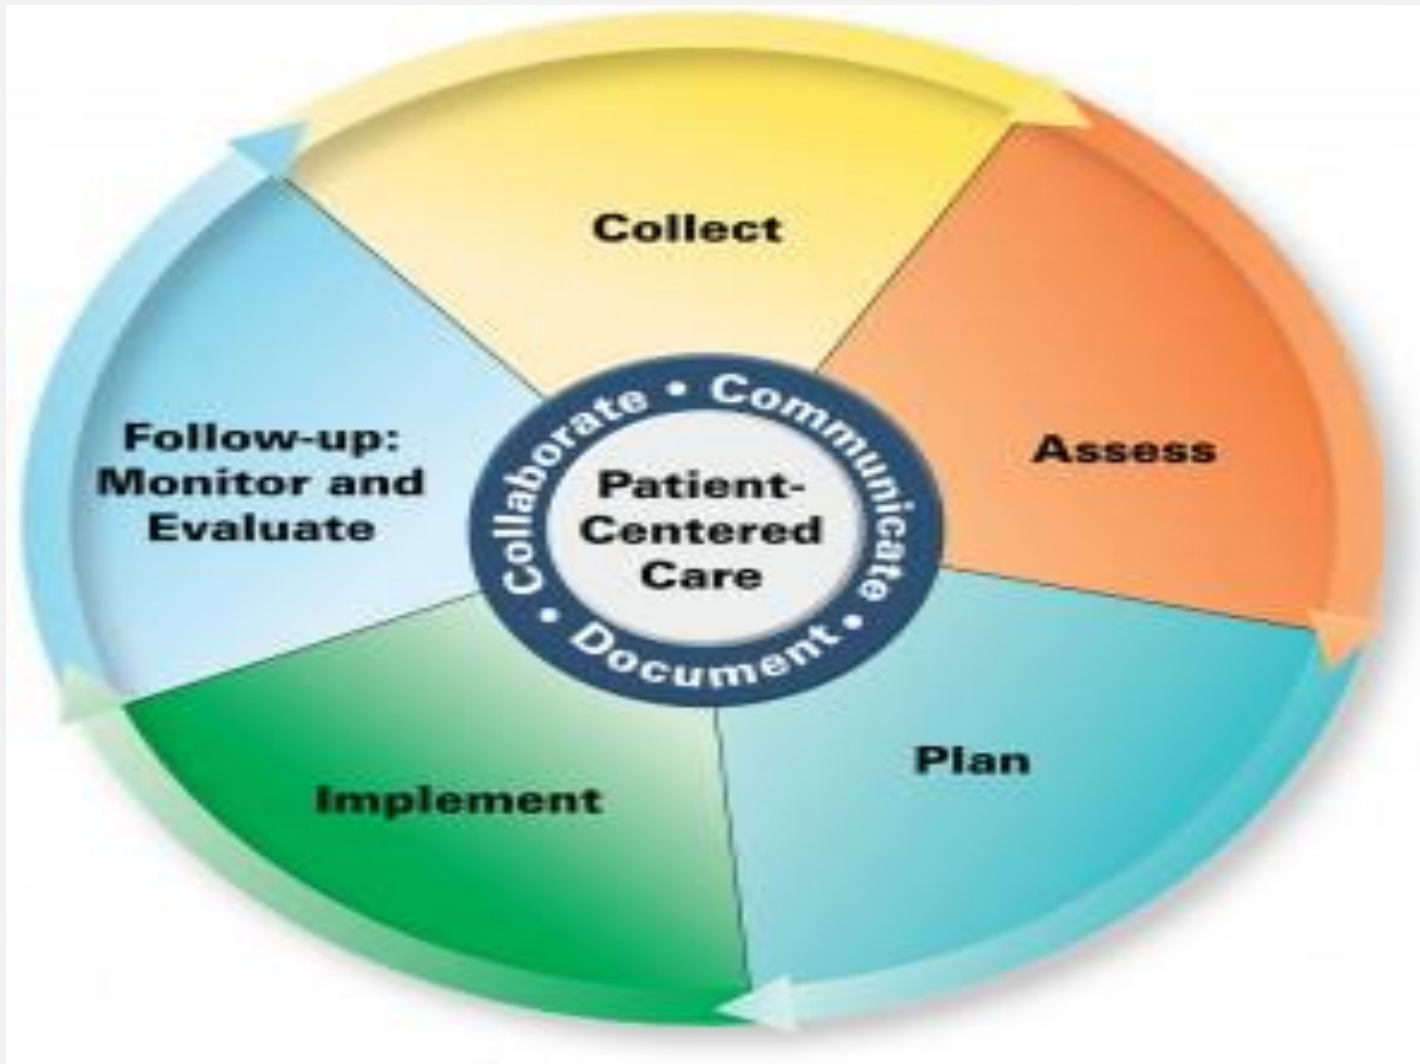 Collect
Assess
Plan
Implement
Follow-up:
Monitor and
Evaluate
Collaborate • Communicate • Document •
Patient-
Centered
Care